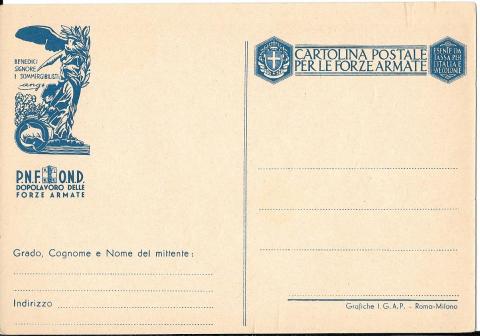 BENEDICI
SIGNORE
I SOMMERGIBILISTI
P.N.F. O.N.D.
DOPOLAVORO DELLE
FORZE ARMATE
Grado, Cognome e Nome del mittente:
Indirizzo
CARTOLINA POSTALE
PER LE FORZE ARMATE
ESENTE DA
TASSA PER
L'ITALIA E
LE COLONIE
Grafiche I.G.A.P. - Roma-Milano